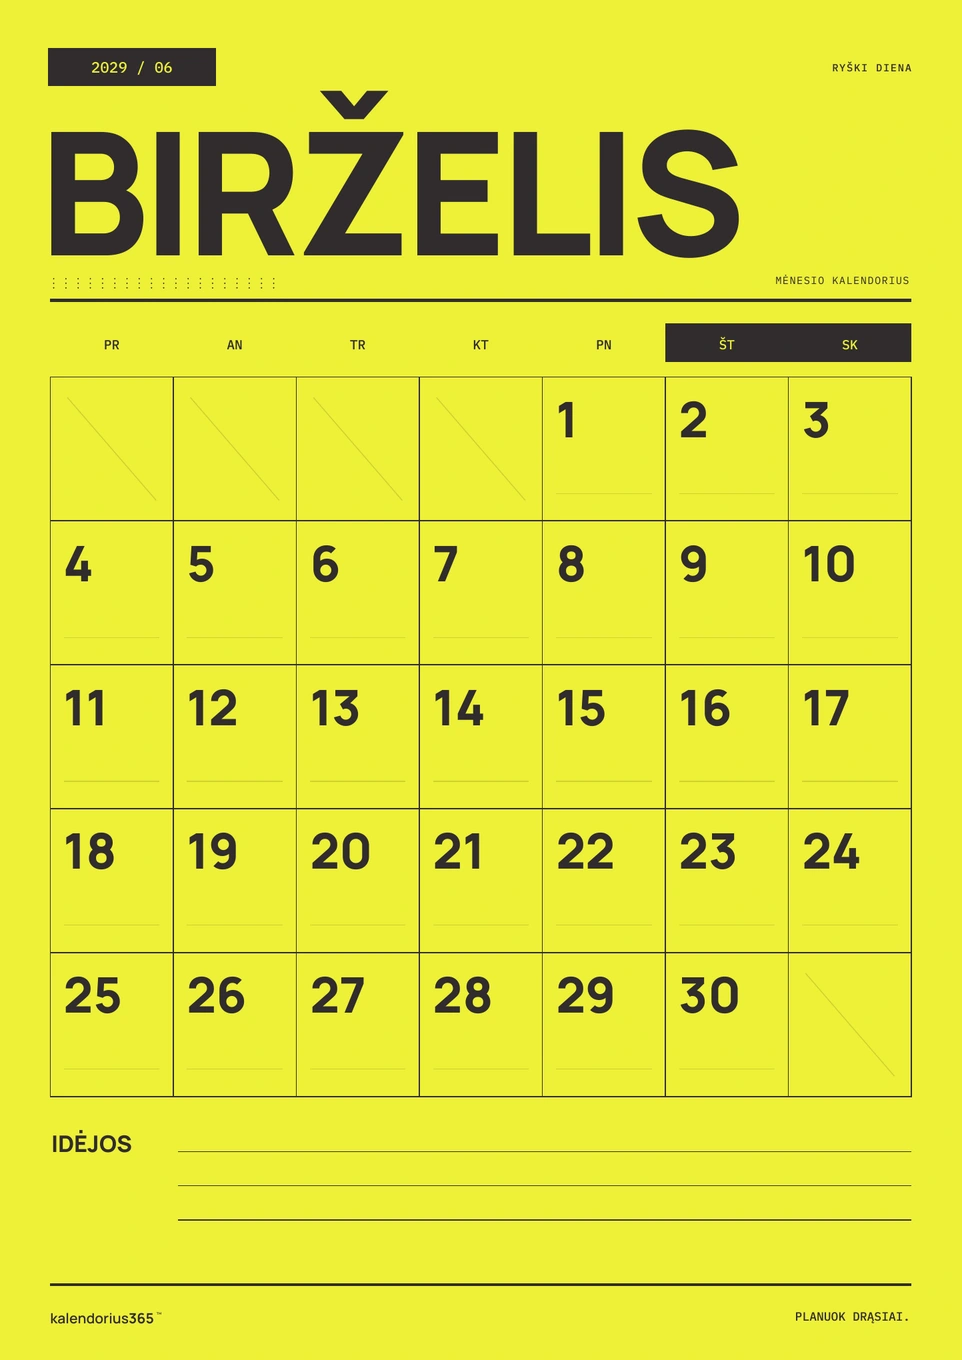 2029 / 06
RYŠKI DIENA
BIRŽELIS
MĖNESIO KALENDORIUS
PR AN TR KT PN ŠT SK
1 2 3
4 5 6 7 8 9 10
11 12 13 14 15 16 17
18 19 20 21 22 23 24
25 26 27 28 29 30
IDĖJOS
kalendorius365™
PLANUOK DRĄSIAI.